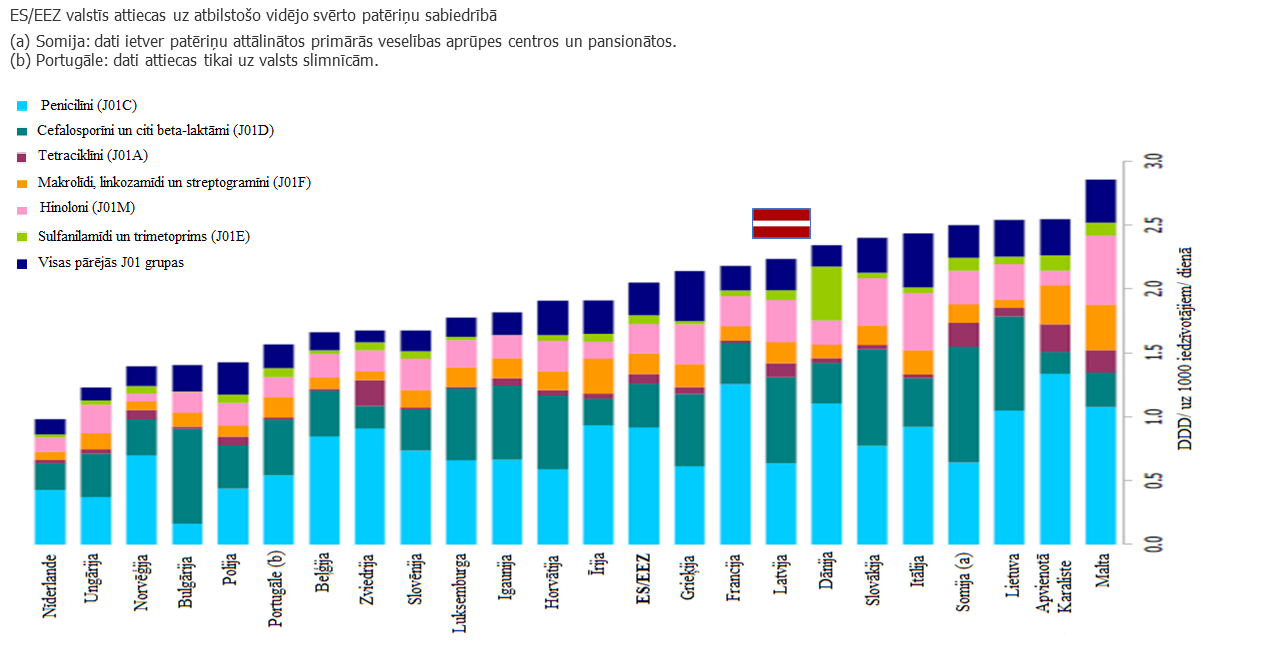 ES/EEZ valstīs attiecas uz atbilstošo vidējo svērto patēriņu sabiedrībā
(a) Somija: dati ietver patēriņu attālinātos primārās veselības aprūpes centros un pansionātos.
(b) Portugāle: dati attiecas tikai uz valsts slimnīcām.
Penicilīni (J01C)
Cefalosporīni un citi beta-laktāmi (J01D)
Tetraciklīni (J01A)
Makrolīdi, linkozamīdi un streptogramīni (J01F)
Hinoloni (J01M)
Sulfanilamīdi un trimetoprims (J01E)
Visas pārējās J01 grupas
3.0
2.5
2.0
1.5
1.0
0.5
0.0
DDD/ uz 1000 iedzīvotājiem/ dienā
Nīderlande
Ungārija
Norvēģija
Bulgārija
Polija
Portugāle (b)
Beļģija
Zviedrija
Slovēnija
Luksemburga
Igaunija
Horvātija
Īrija
ES/EEZ
Grieķija
Francija
Latvija
Dānija
Slovākija
Itālija
Somija (a)
Lietuva
Apvienotā
Karaliste
Malta